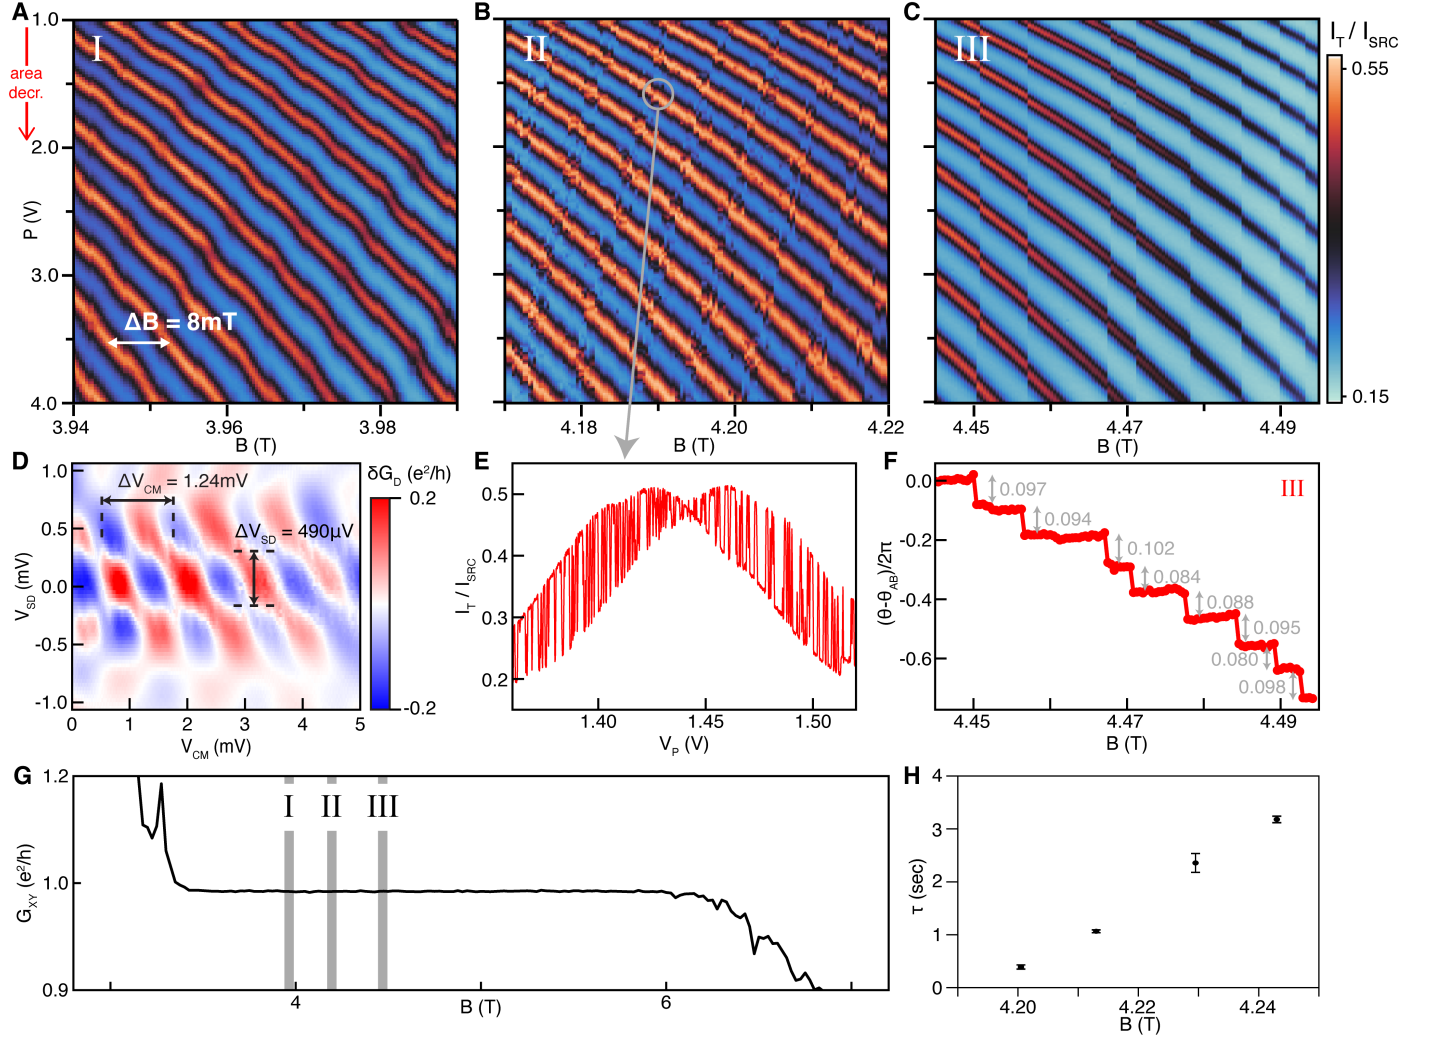 A
B
C
1.0
area
decr.
2.0
P (V)
3.0
4.0
I
ΔB = 8mT
3.94
3.96
3.98
B (T)
II
4.18
4.20
4.22
B (T)
III
4.45
4.47
4.49
B (T)
I_T / I_SRC
0.55
0.15
D
1.0
0.5
0.0
-0.5
-1.0
V_SD (mV)
ΔV_CM = 1.24mV
ΔV_SD = 490µV
δG_D (e²/h)
0.2
-0.2
0
1
2
3
4
5
V_CM (mV)
E
0.5
0.4
0.3
0.2
I_T / I_SRC
1.40
1.45
1.50
V_P (V)
F
0.0
-0.2
-0.4
-0.6
(θ-θ_AB)/2π
III
0.097
0.094
0.102
0.084
0.088
0.095
0.080
0.098
4.45
4.47
4.49
B (T)
G
1.2
1.0
0.9
G_XY (e²/h)
I
II
III
4
6
B (T)
H
4
3
2
1
0
τ (sec)
4.20
4.22
4.24
B (T)